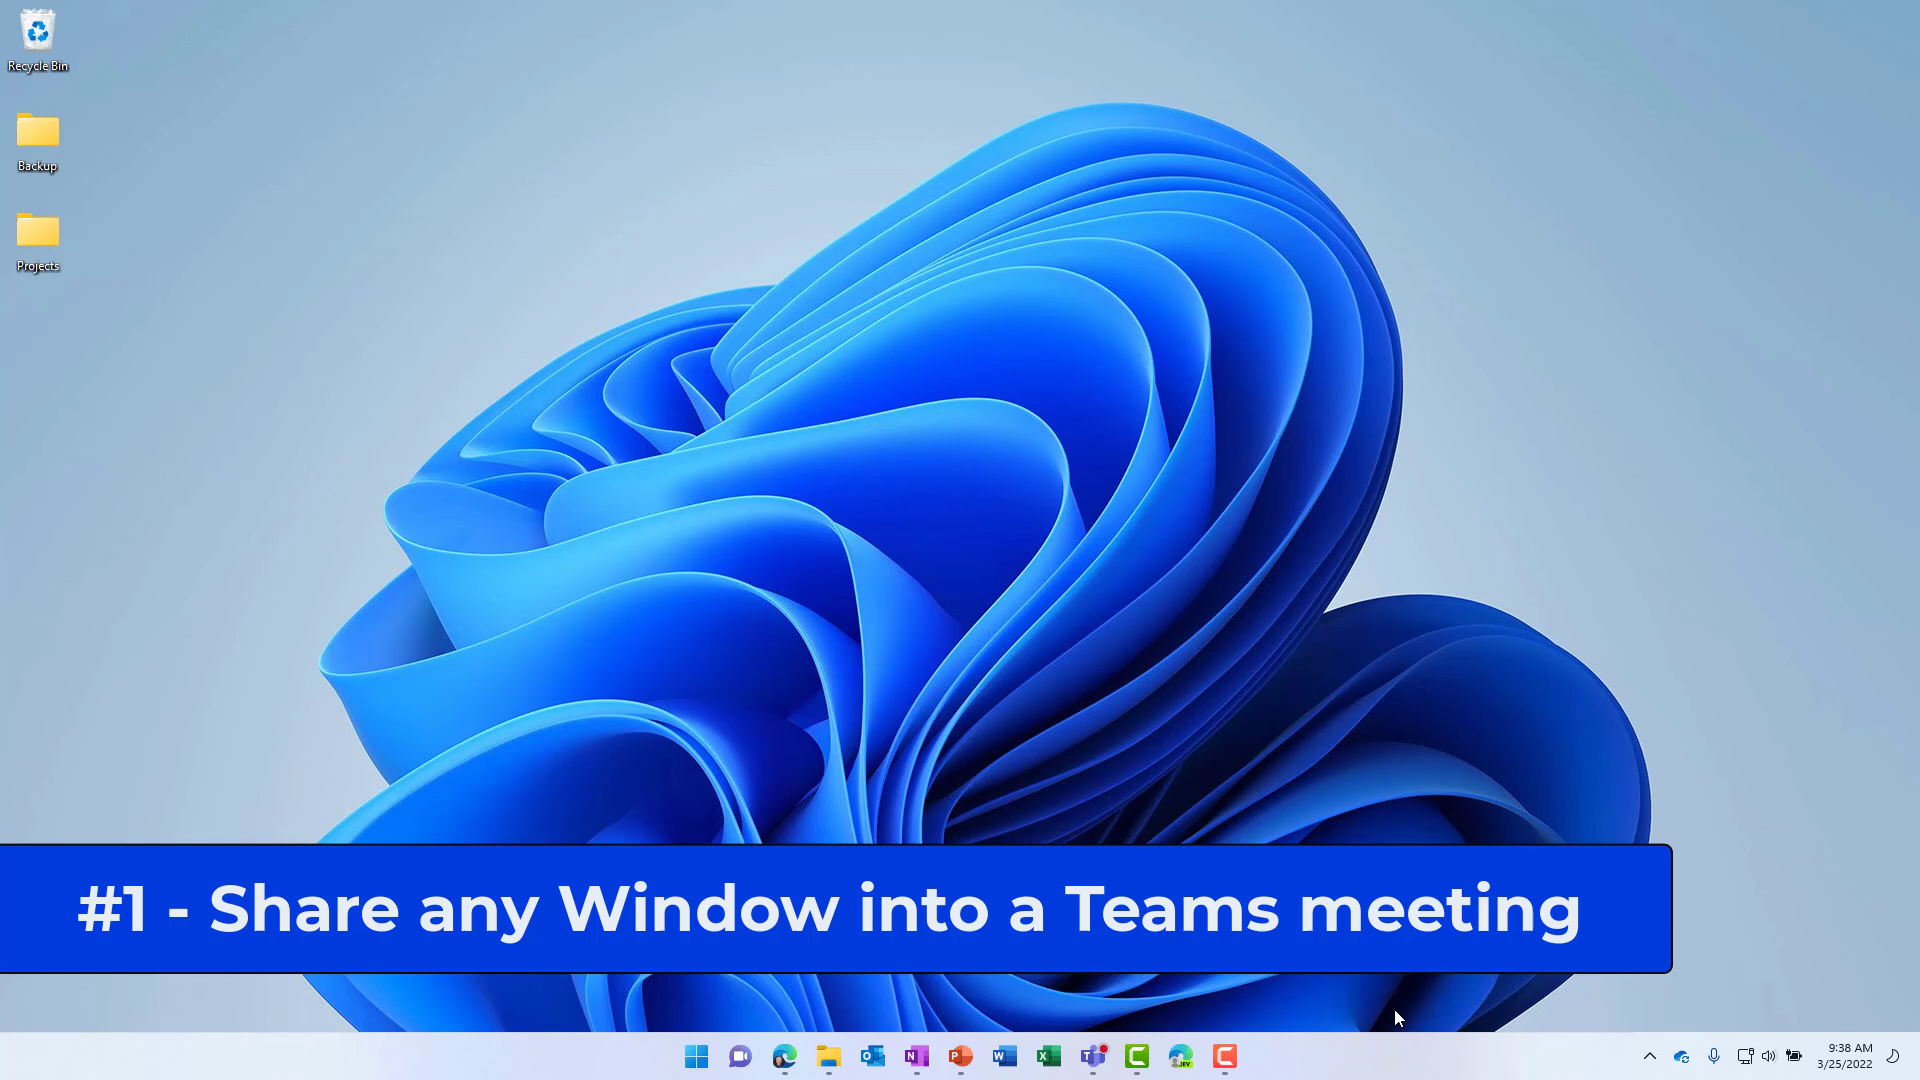 Recycle Bin
Backup
Projects
#1 - Share any Window into a Teams meeting
9:38 AM
3/25/2022